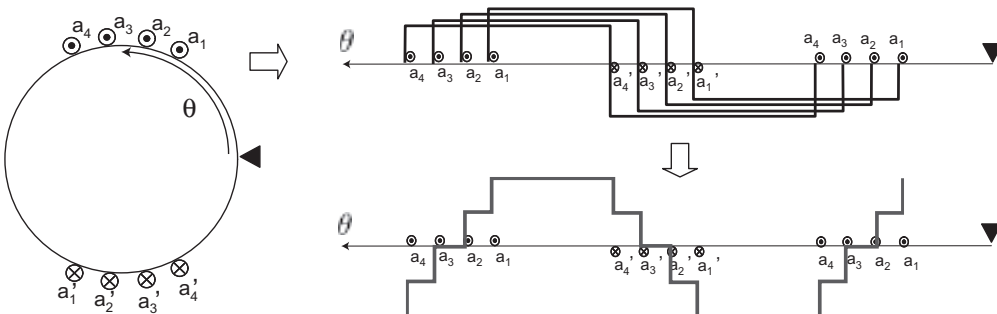 a4 a3 a2 a1
θ
a1' a2' a3' a4'
θ
a4 a3 a2 a1
a4 a3 a2 a1 a4' a3' a2' a1'
θ
a4 a3 a2 a1 a4' a3' a2' a1' a4 a3 a2 a1